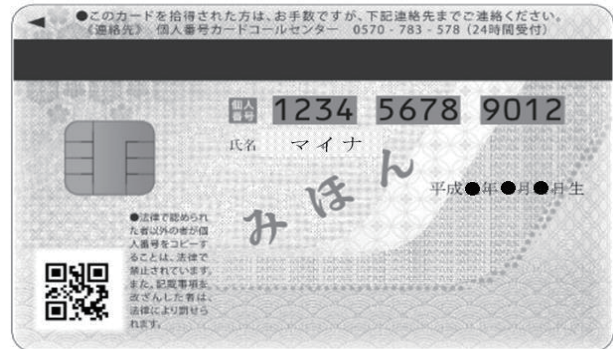 ●このカードを拾得された方は、お手数ですが、下記連絡先までご連絡ください。
《連絡先》 個人番号カードコールセンター 0570-783-578(24時間受付)
個人番号 1234 5678 9012
氏名 マイナ
平成●年●月●日生
みほん
●法律で認められ
た者以外の者が個
人番号をコピーす
ることは、法律で
禁止されています。
また、記載事項を
改ざんした者は、
法律により罰せら
れます。